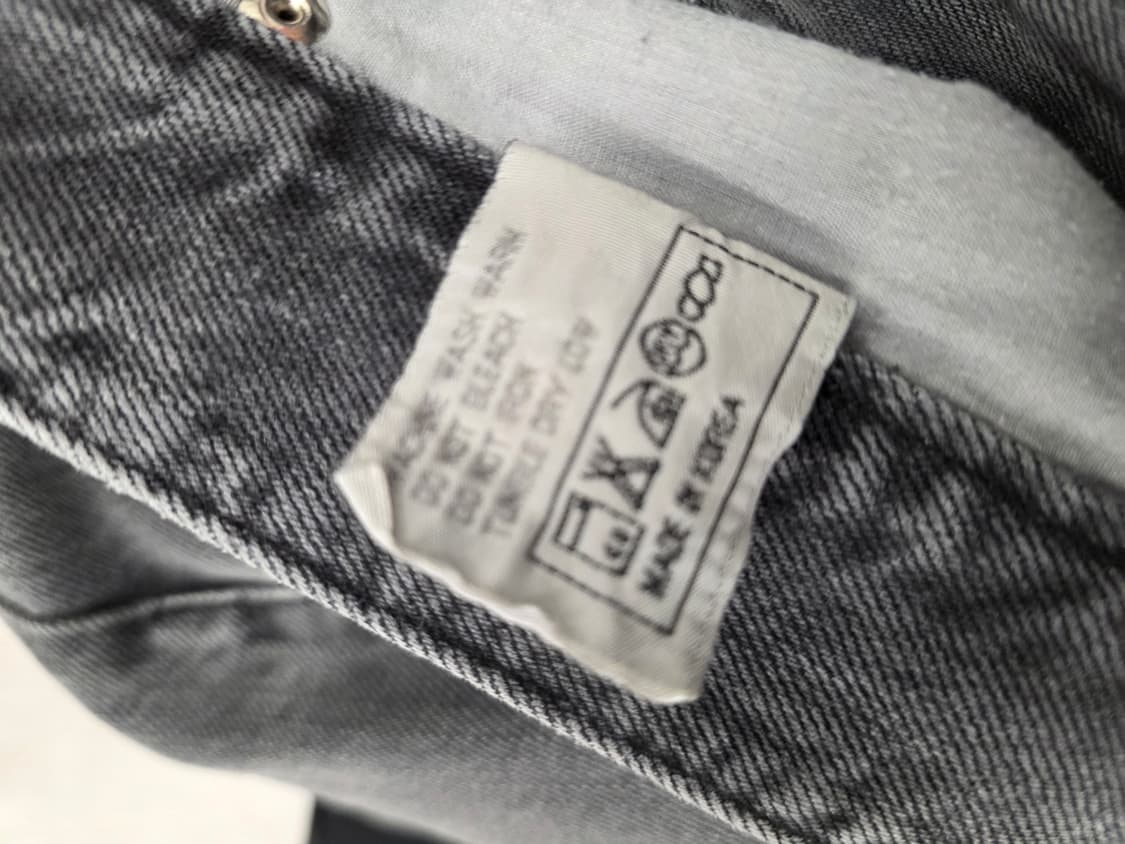 MACHINE WASH WARM
DO NOT BLEACH
DO NOT IRON
TUMBLE DRY LOW
MADE IN KOREA